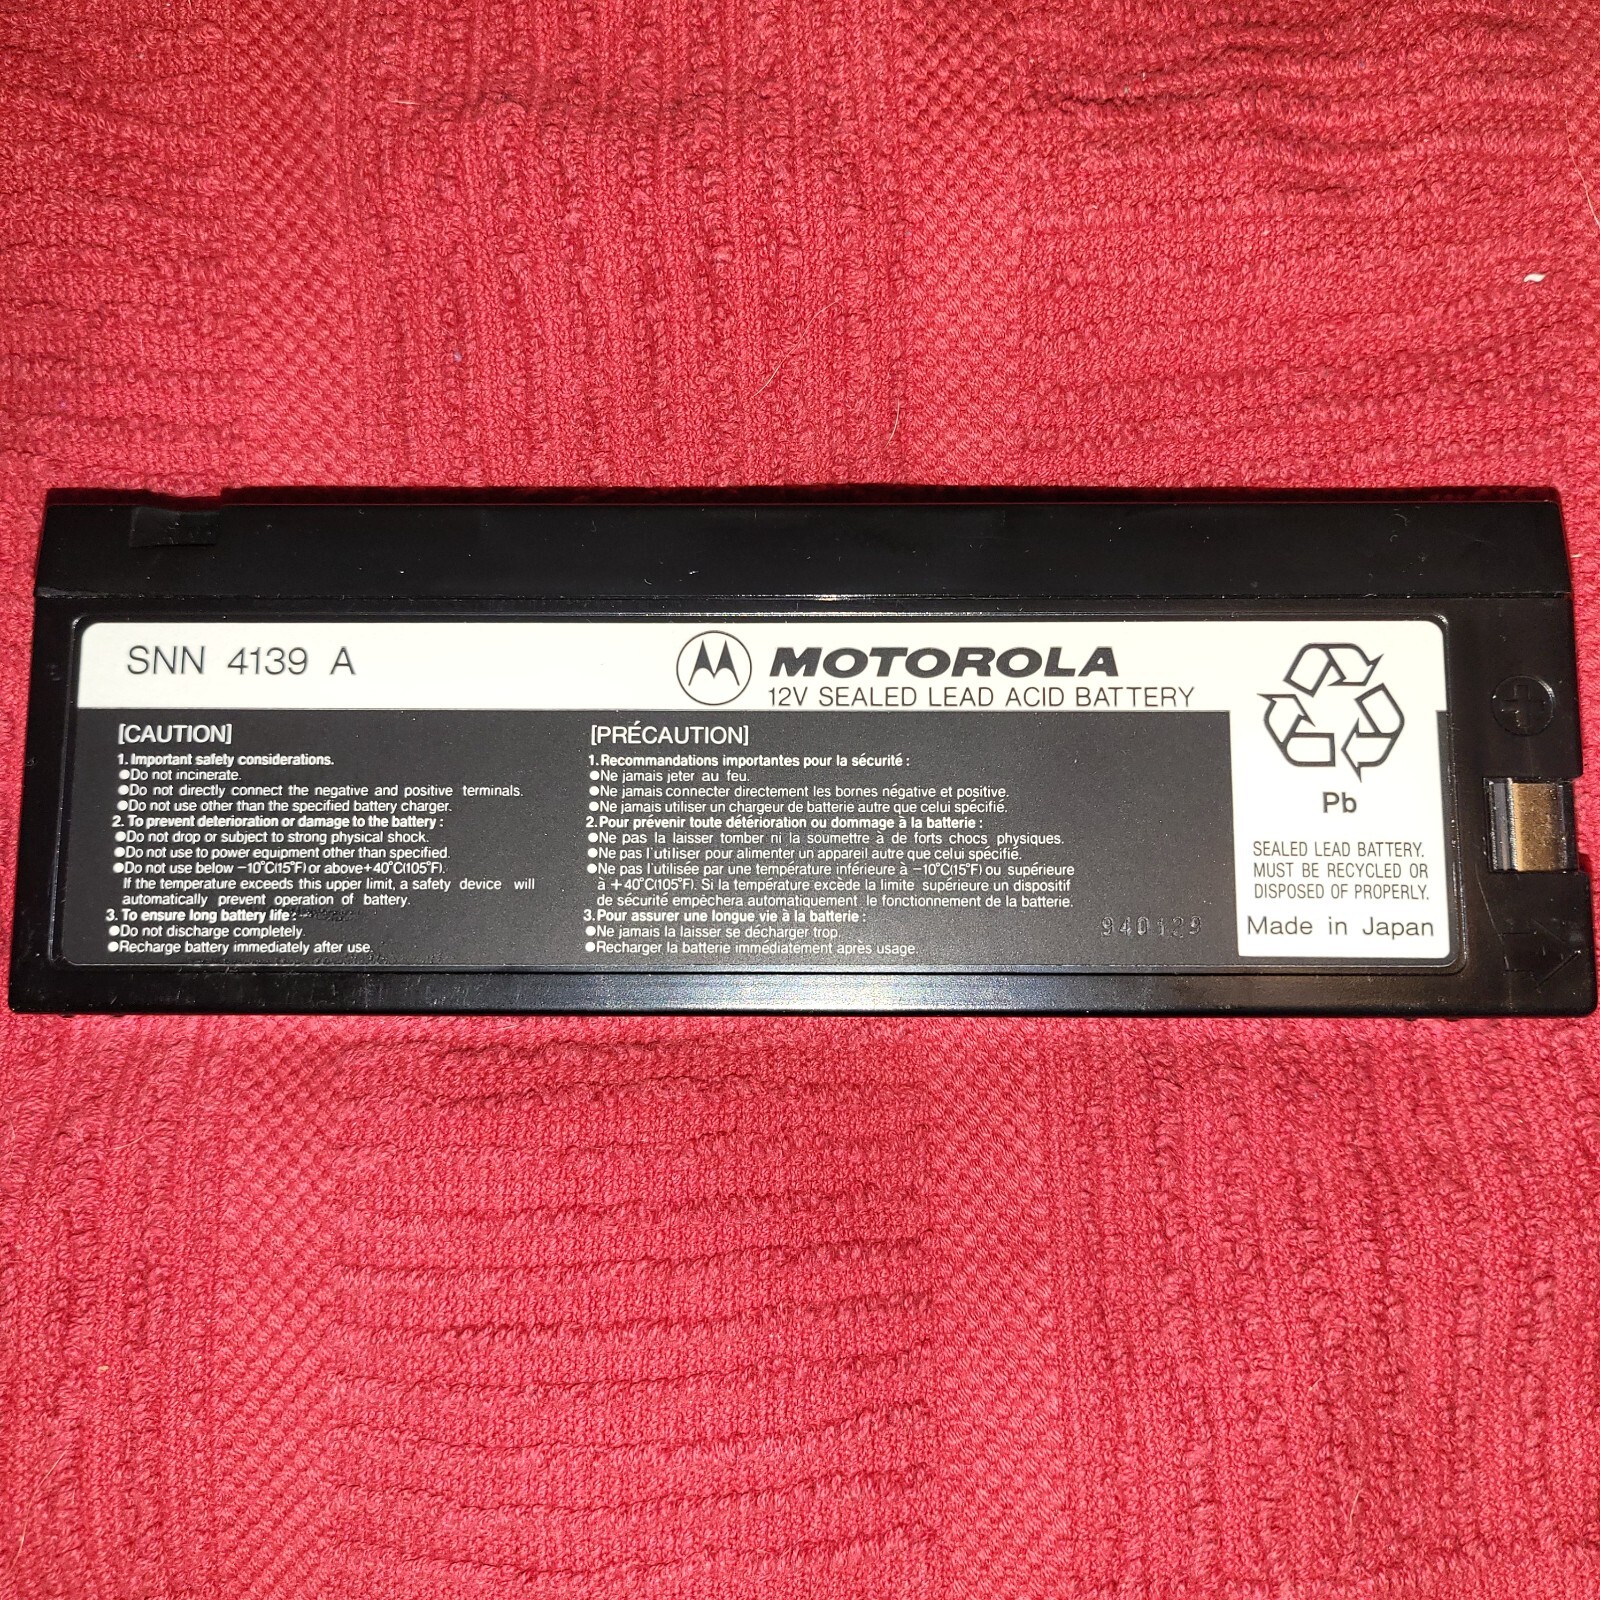 SNN 4139 A
MOTOROLA
12V SEALED LEAD ACID BATTERY
[CAUTION]
1. Important safety considerations.
●Do not incinerate.
●Do not directly connect the negative and positive terminals.
●Do not use other than the specified battery charger.
2. To prevent deterioration or damage to the battery :
●Do not drop or subject to strong physical shock.
●Do not use to power equipment other than specified.
●Do not use below −10°C(15°F) or above+40°C(105°F).
If the temperature exceeds this upper limit, a safety device will
automatically prevent operation of battery.
3. To ensure long battery life:
●Do not discharge completely.
●Recharge battery immediately after use.
[PRÉCAUTION]
1. Recommandations importantes pour la sécurité :
●Ne jamais jeter au feu.
●Ne jamais connecter directement les bornes négative et positive.
●Ne jamais utiliser un chargeur de batterie autre que celui spécifié.
2. Pour prévenir toute détérioration ou dommage à la batterie :
●Ne pas la laisser tomber ni la soumettre à de forts chocs physiques.
●Ne pas l'utiliser pour alimenter un appareil autre que celui spécifié.
●Ne pas l'utilisée par une température inférieure à −10°C(15°F) ou supérieure
à +40°C(105°F). Si la température excède la limite supérieure un dispositif
de sécurité empêchera automatiquement le fonctionnement de la batterie.
3. Pour assurer une longue vie à la batterie :
●Ne jamais la laisser se décharger trop.
●Recharger la batterie immédiatement après usage.
940129
Pb
SEALED LEAD BATTERY.
MUST BE RECYCLED OR
DISPOSED OF PROPERLY.
Made in Japan